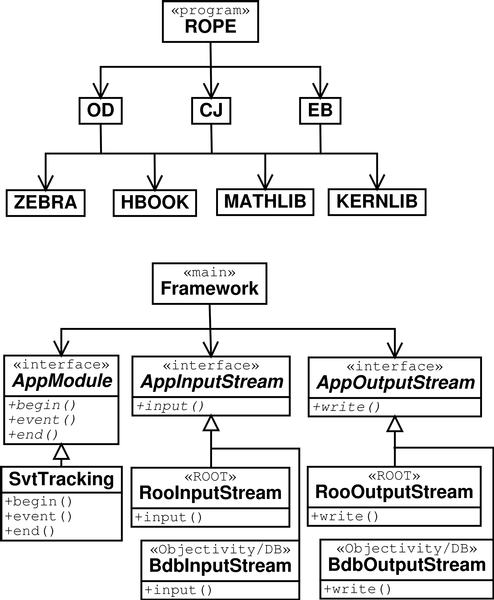 «program»
ROPE
OD CJ EB
ZEBRA HBOOK MATHLIB KERNLIB
«main»
Framework
«interface» «interface» «interface»
AppModule AppInputStream AppOutputStream
+begin() +input() +write()
+event()
+end()
SvtTracking «ROOT» «ROOT»
RooInputStream RooOutputStream
+begin() +input() +write()
+event()
+end()
«Objectivity/DB» «Objectivity/DB»
BdbInputStream BdbOutputStream
+input() +write()